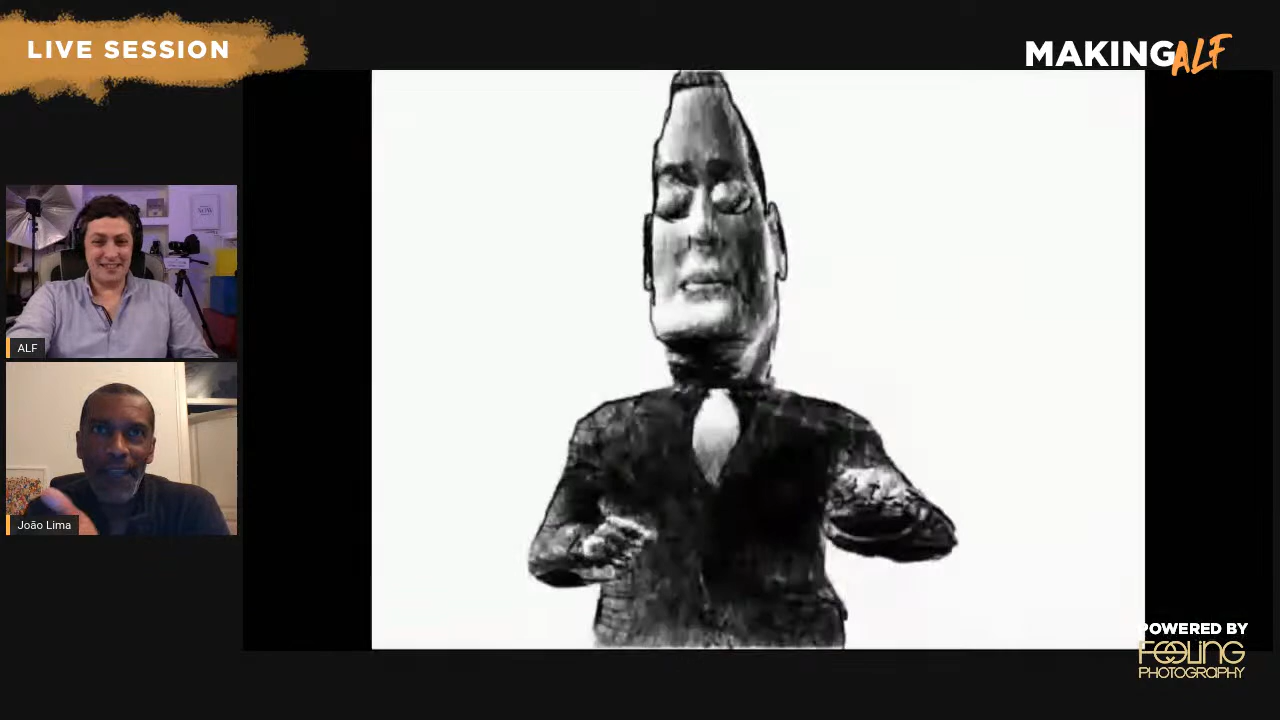 LIVE SESSION
MAKINGALF
ALF
João Lima
POWERED BY
FEELING
PHOTOGRAPHY